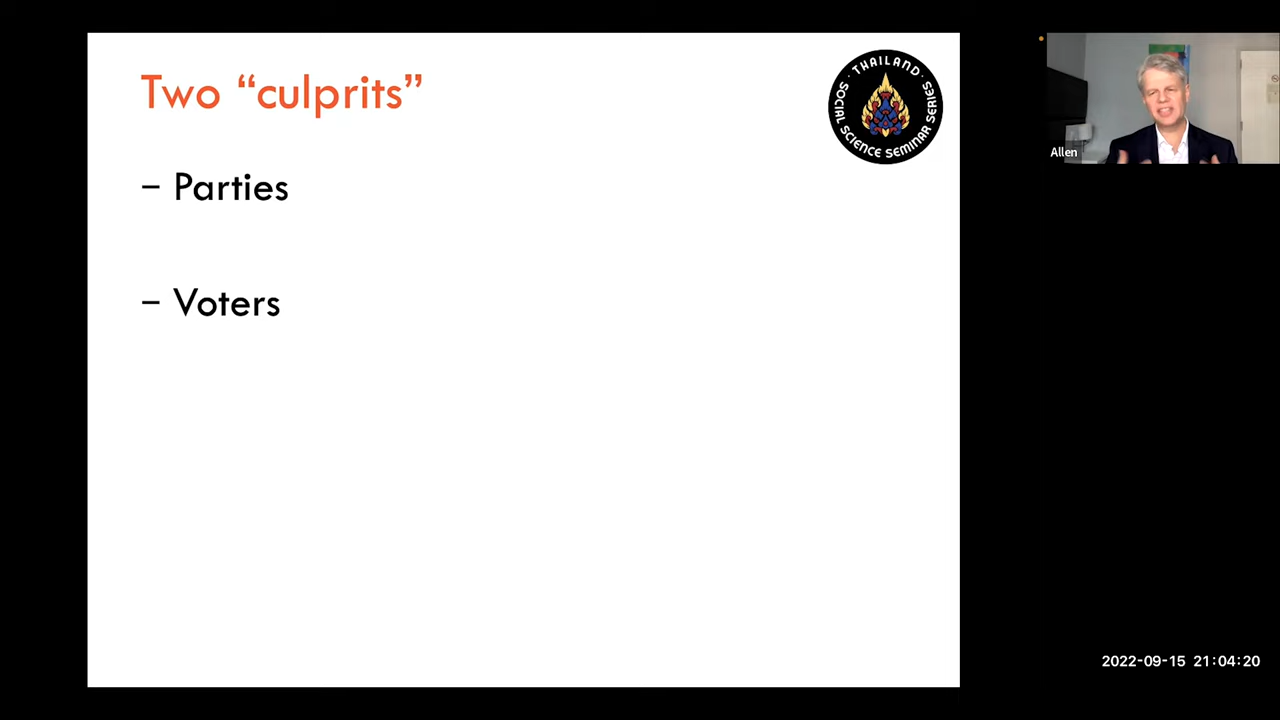 Two “culprits”
– Parties
– Voters
· THAILAND ·
SOCIAL SCIENCE SEMINAR SERIES
Allen
2022-09-15 21:04:20